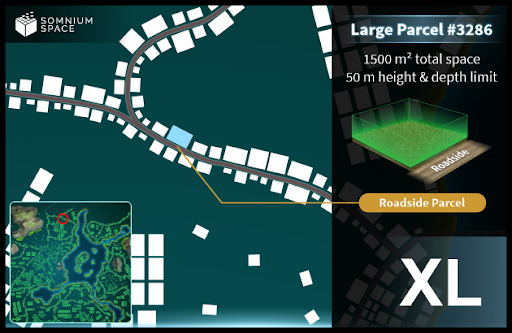 SOMNIUM
SPACE
Large Parcel #3286
1500 m² total space
50 m height & depth limit
Roadside
Roadside Parcel
XL